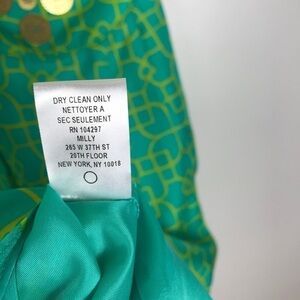 DRY CLEAN ONLY
NETTOYER A
SEC SEULEMENT
RN 104297
MILLY
265 W 37TH ST
20TH FLOOR
NEW YORK, NY 10018